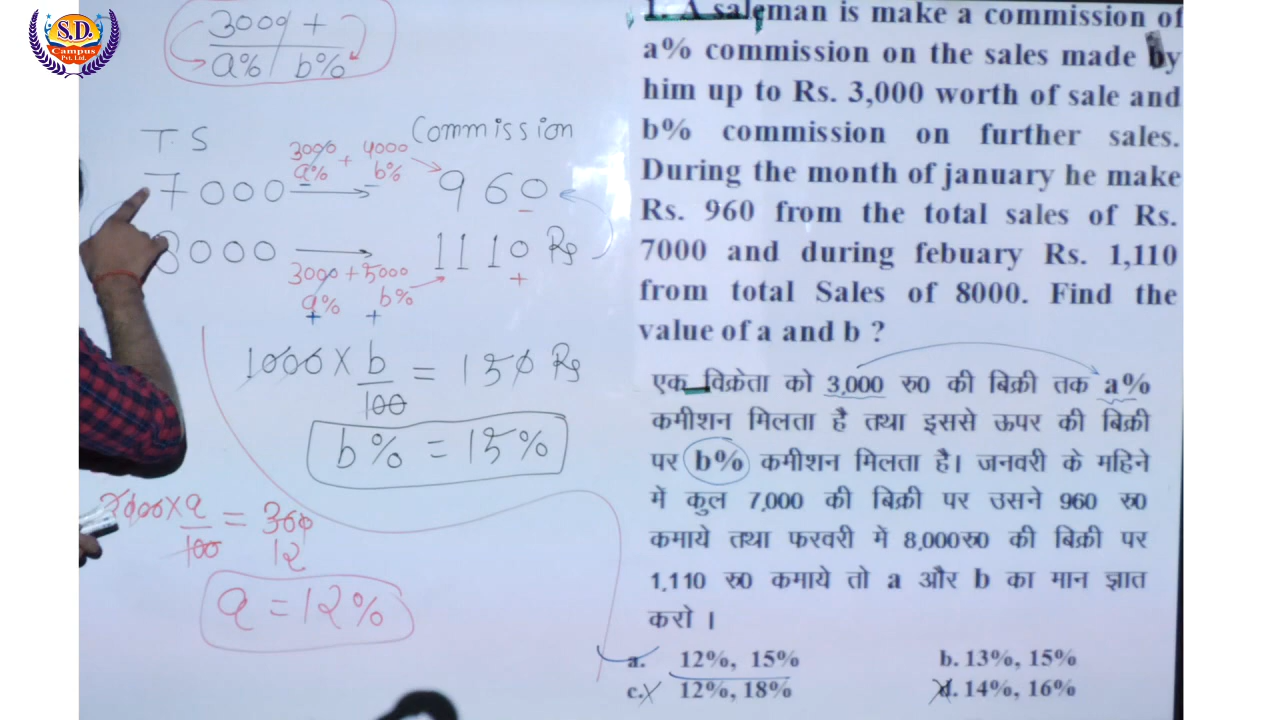 S.D.
Campus
Pvt. Ltd.
3000 +
a% b%
T.S Commission
3000 + 4000
a% b%
7000 960
8000 1110 Rs
3000 + 5000
a% b%
+ +
+
1000 × b/100 = 150 Rs
b% = 15%
3000 × a/100 = 360
12
a = 12%
1. A saleman is make a commission of
a% commission on the sales made by
him up to Rs. 3,000 worth of sale and
b% commission on further sales.
During the month of january he make
Rs. 960 from the total sales of Rs.
7000 and during febuary Rs. 1,110
from total Sales of 8000. Find the
value of a and b ?
एक विक्रेता को 3,000 रु0 की बिक्री तक a%
कमीशन मिलता है तथा इससे ऊपर की बिक्री
पर b% कमीशन मिलता है। जनवरी के महिने
में कुल 7,000 की बिक्री पर उसने 960 रु0
कमाये तथा फरवरी में 8,000रु0 की बिक्री पर
1,110 रु0 कमाये तो a और b का मान ज्ञात
करो ।
a. 12%, 15% b. 13%, 15%
c. 12%, 18% d. 14%, 16%